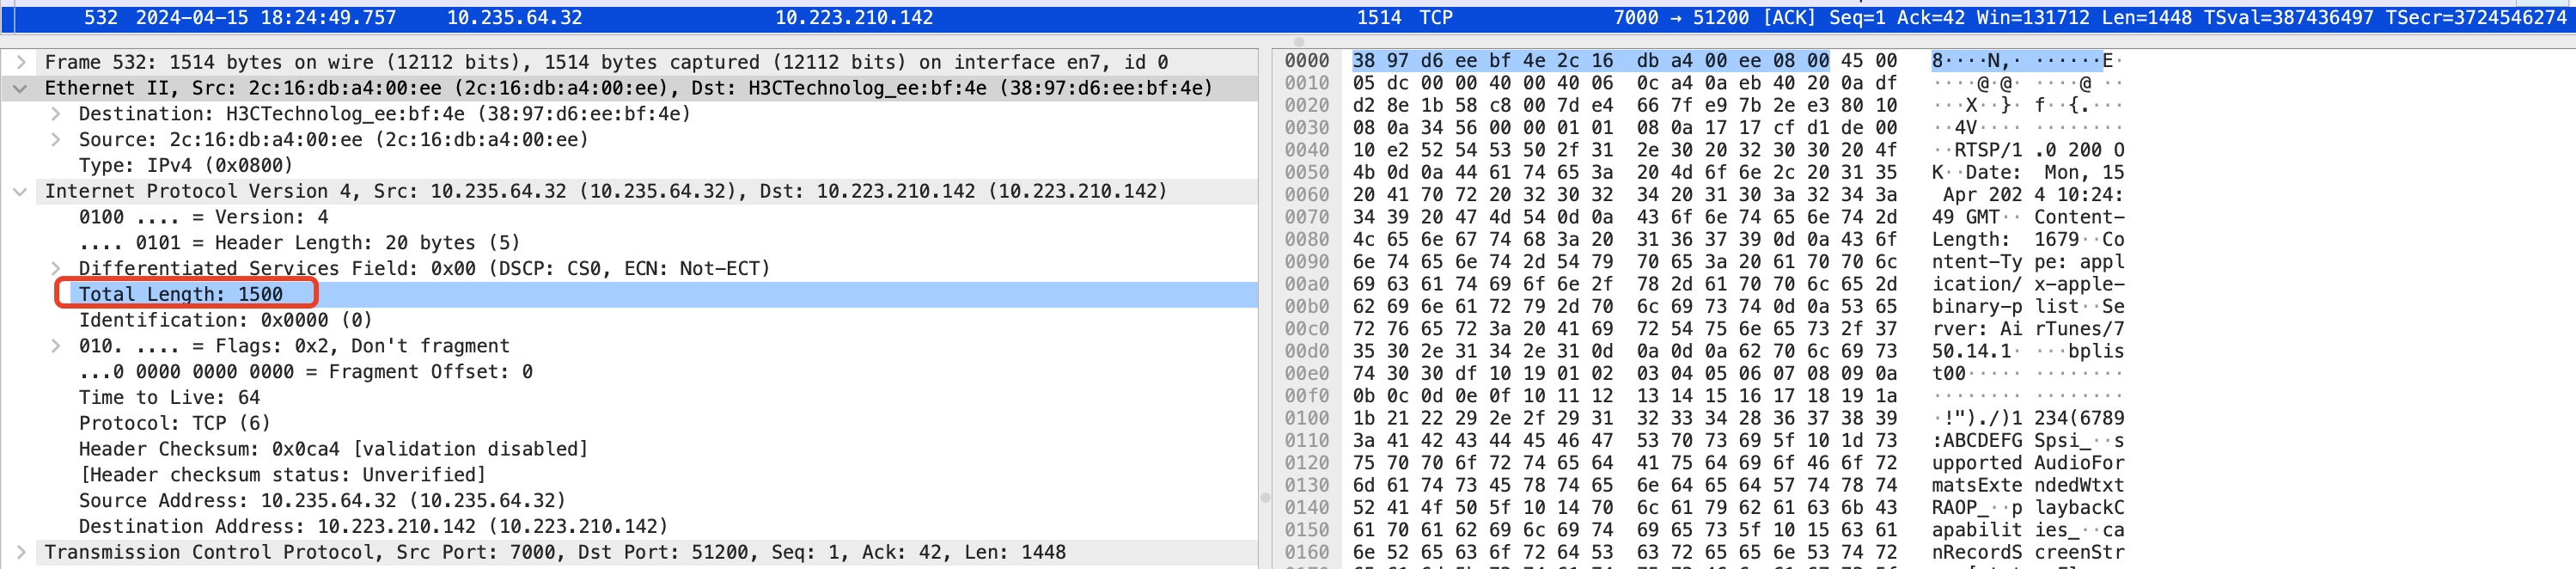 532 2024-04-15 18:24:49.757 10.235.64.32 10.223.210.142 1514 TCP 7000 → 51200 [ACK] Seq=1 Ack=42 Win=131712 Len=1448 TSval=387436497 TSecr=3724546274
Frame 532: 1514 bytes on wire (12112 bits), 1514 bytes captured (12112 bits) on interface en7, id 0
Ethernet II, Src: 2c:16:db:a4:00:ee (2c:16:db:a4:00:ee), Dst: H3CTechnolog_ee:bf:4e (38:97:d6:ee:bf:4e)
Destination: H3CTechnolog_ee:bf:4e (38:97:d6:ee:bf:4e)
Source: 2c:16:db:a4:00:ee (2c:16:db:a4:00:ee)
Type: IPv4 (0x0800)
Internet Protocol Version 4, Src: 10.235.64.32 (10.235.64.32), Dst: 10.223.210.142 (10.223.210.142)
0100 .... = Version: 4
.... 0101 = Header Length: 20 bytes (5)
Differentiated Services Field: 0x00 (DSCP: CS0, ECN: Not-ECT)
Total Length: 1500
Identification: 0x0000 (0)
010. .... = Flags: 0x2, Don't fragment
...0 0000 0000 0000 = Fragment Offset: 0
Time to Live: 64
Protocol: TCP (6)
Header Checksum: 0x0ca4 [validation disabled]
[Header checksum status: Unverified]
Source Address: 10.235.64.32 (10.235.64.32)
Destination Address: 10.223.210.142 (10.223.210.142)
Transmission Control Protocol, Src Port: 7000, Dst Port: 51200, Seq: 1, Ack: 42, Len: 1448
0000 38 97 d6 ee bf 4e 2c 16 db a4 00 ee 08 00 45 00 8····N,· ······E·
0010 05 dc 00 00 40 00 40 06 0c a4 0a eb 40 20 0a df ····@·@· ····@ ··
0020 d2 8e 1b 58 c8 00 7d e4 66 7f e9 7b 2e e3 80 10 ···X··}· f··{.···
0030 08 0a 34 56 00 00 01 01 08 0a 17 17 cf d1 de 00 ··4V···· ········
0040 10 e2 52 54 53 50 2f 31 2e 30 20 32 30 30 20 4f ··RTSP/1 .0 200 O
0050 4b 0d 0a 44 61 74 65 3a 20 4d 6f 6e 2c 20 31 35 K··Date: Mon, 15
0060 20 41 70 72 20 32 30 32 34 20 31 30 3a 32 34 3a Apr 202 4 10:24:
0070 34 39 20 47 4d 54 0d 0a 43 6f 6e 74 65 6e 74 2d 49 GMT·· Content-
0080 4c 65 6e 67 74 68 3a 20 31 36 37 39 0d 0a 43 6f Length: 1679··Co
0090 6e 74 65 6e 74 2d 54 79 70 65 3a 20 61 70 70 6c ntent-Ty pe: appl
00a0 69 63 61 74 69 6f 6e 2f 78 2d 61 70 70 6c 65 2d ication/ x-apple-
00b0 62 69 6e 61 72 79 2d 70 6c 69 73 74 0d 0a 53 65 binary-p list··Se
00c0 72 76 65 72 3a 20 41 69 72 54 75 6e 65 73 2f 37 rver: Ai rTunes/7
00d0 35 30 2e 31 34 2e 31 0d 0a 0d 0a 62 70 6c 69 73 50.14.1· ···bplis
00e0 74 30 30 df 10 19 01 02 03 04 05 06 07 08 09 0a t00····· ········
00f0 0b 0c 0d 0e 0f 10 11 12 13 14 15 16 17 18 19 1a ········ ········
0100 1b 21 22 29 2e 2f 29 31 32 33 34 28 36 37 38 39 ·!")./)1 234(6789
0110 3a 41 42 43 44 45 46 47 53 70 73 69 5f 10 1d 73 :ABCDEFG Spsi_··s
0120 75 70 70 6f 72 74 65 64 41 75 64 69 6f 46 6f 72 upported AudioFor
0130 6d 61 74 73 45 78 74 65 6e 64 65 64 57 74 78 74 matsExte ndedWtxt
0140 52 41 4f 50 5f 10 14 70 6c 61 79 62 61 63 6b 43 RAOP_··p laybackC
0150 61 70 61 62 69 6c 69 74 69 65 73 5f 10 15 63 61 apabilit ies_··ca
0160 6e 52 65 63 6f 72 64 53 63 72 65 65 6e 53 74 72 nRecordS creenStr